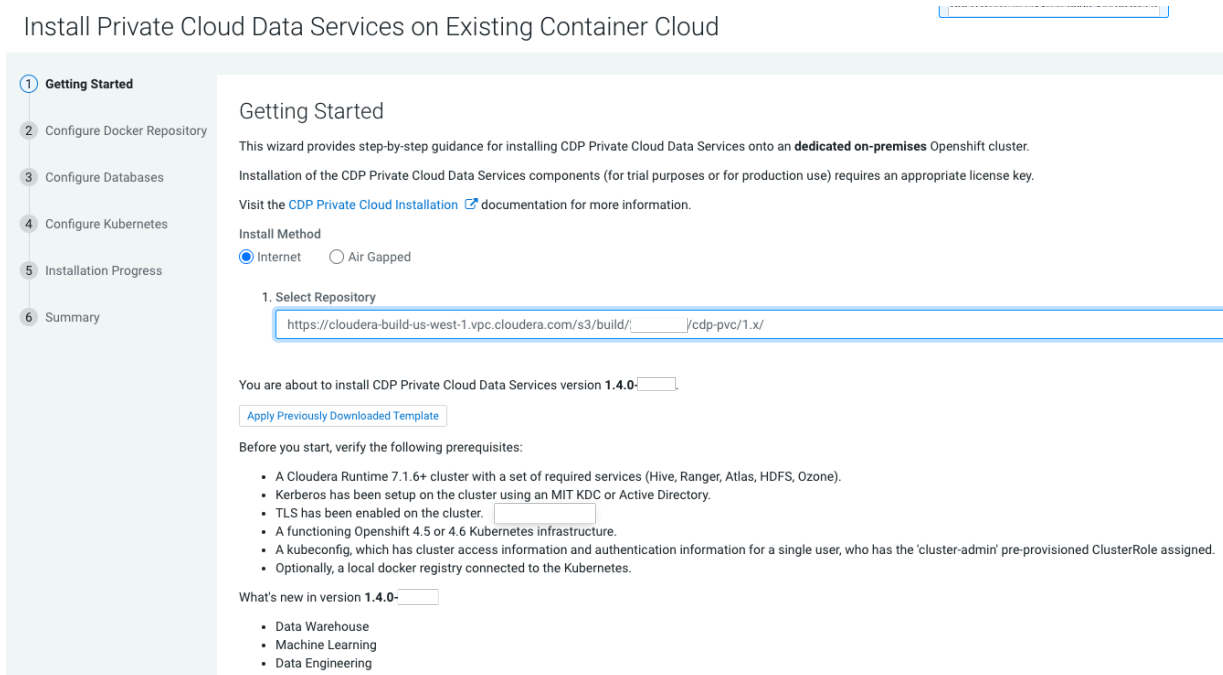 Install Private Cloud Data Services on Existing Container Cloud
1 Getting Started
2 Configure Docker Repository
3 Configure Databases
4 Configure Kubernetes
5 Installation Progress
6 Summary
Getting Started
This wizard provides step-by-step guidance for installing CDP Private Cloud Data Services onto an dedicated on-premises Openshift cluster.
Installation of the CDP Private Cloud Data Services components (for trial purposes or for production use) requires an appropriate license key.
Visit the CDP Private Cloud Installation documentation for more information.
Install Method
Internet Air Gapped
1. Select Repository
https://cloudera-build-us-west-1.vpc.cloudera.com/s3/build/ /cdp-pvc/1.x/
You are about to install CDP Private Cloud Data Services version 1.4.0- .
Apply Previously Downloaded Template
Before you start, verify the following prerequisites:
• A Cloudera Runtime 7.1.6+ cluster with a set of required services (Hive, Ranger, Atlas, HDFS, Ozone).
• Kerberos has been setup on the cluster using an MIT KDC or Active Directory.
• TLS has been enabled on the cluster.
• A functioning Openshift 4.5 or 4.6 Kubernetes infrastructure.
• A kubeconfig, which has cluster access information and authentication information for a single user, who has the 'cluster-admin' pre-provisioned ClusterRole assigned.
• Optionally, a local docker registry connected to the Kubernetes.
What's new in version 1.4.0-
• Data Warehouse
• Machine Learning
• Data Engineering